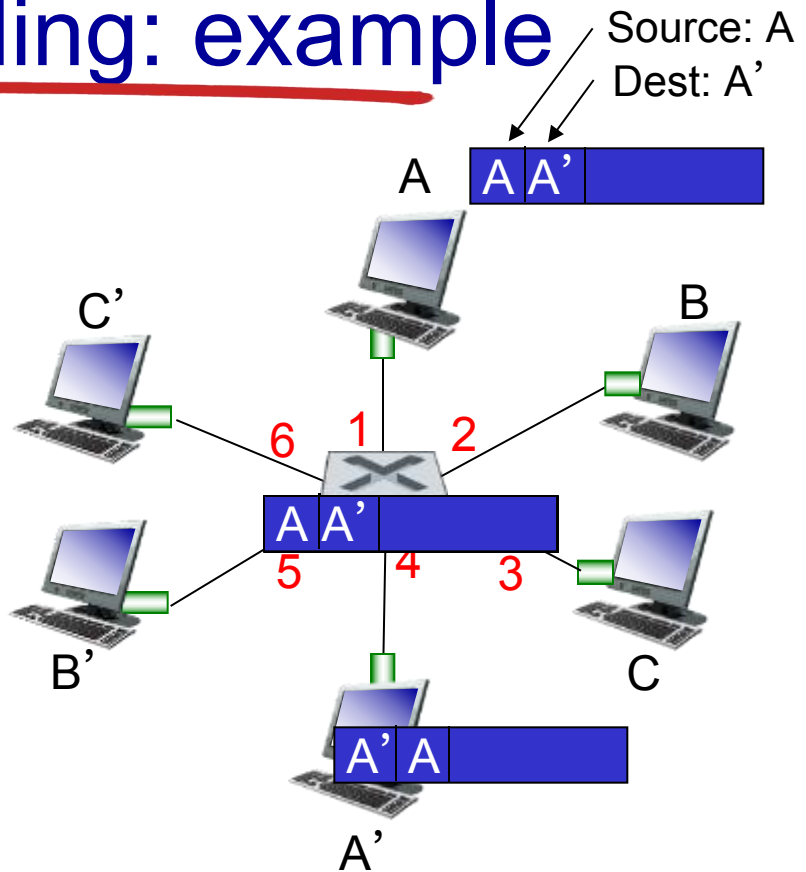 ling: example
Source: A
Dest: A’
A
A A’
C’
B
6 1 2
A A’
5 4 3
B’
C
A’ A
A’